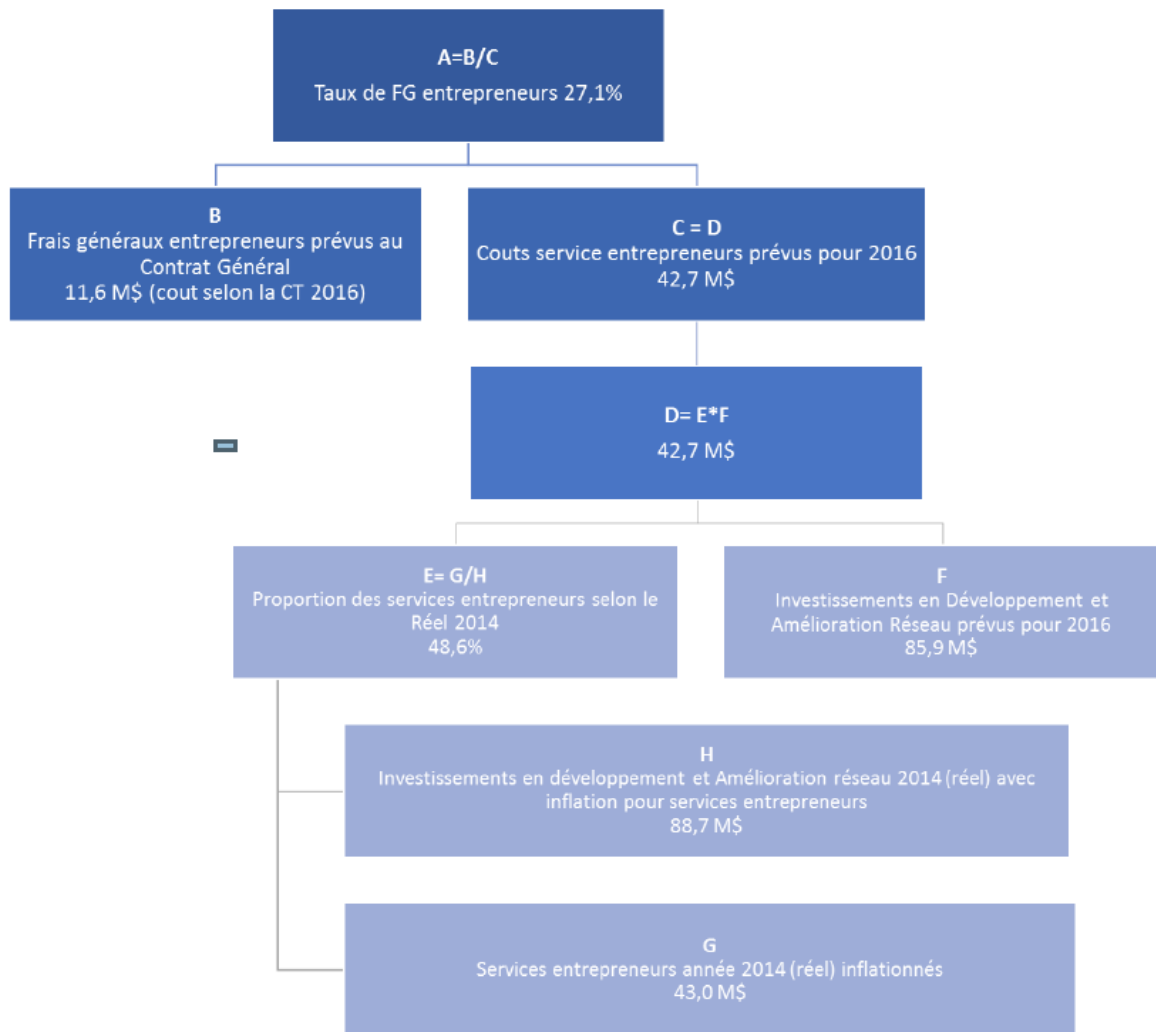 A=B/C
Taux de FG entrepreneurs 27,1%
B
Frais généraux entrepreneurs prévus au
Contrat Général
11,6 M$ (cout selon la CT 2016)
C = D
Couts service entrepreneurs prévus pour 2016
42,7 M$
D= E*F
42,7 M$
E= G/H
Proportion des services entrepreneurs selon le
Réel 2014
48,6%
F
Investissements en Développement et
Amélioration Réseau prévus pour 2016
85,9 M$
H
Investissements en développement et Amélioration réseau 2014 (réel) avec
inflation pour services entrepreneurs
88,7 M$
G
Services entrepreneurs année 2014 (réel) inflationnés
43,0 M$